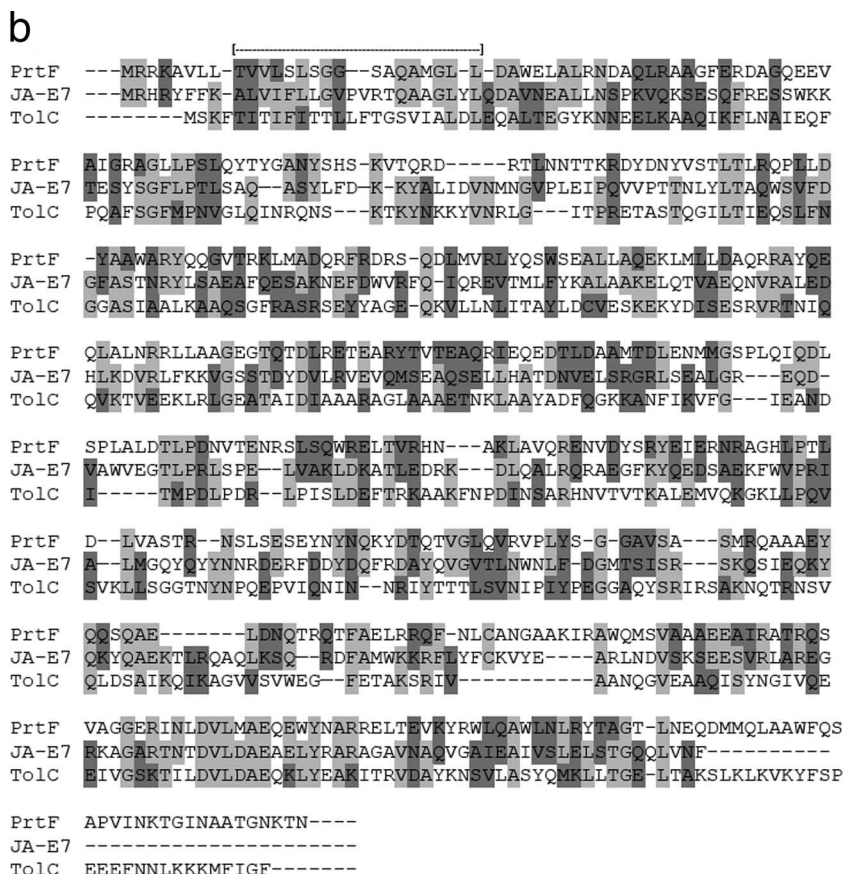 b
[------------------------------------------------------------]
PrtF ---MRRKAVLL-TVVLSLSGG--SAQAMGL-L-DAWELALRNDAQLRAAGFERDAGQEEV
JA-E7 ---MRHRYFFK-ALVIFLLGVPVRTQAAGLYLQDAVNEALLNSPKVQKSESQFRESSWKK
TolC --------MSKFTITIFITTLLFTGSVIALDLEQALTEGYKNNEELKAAQIKFLNAIEQF
PrtF AIGRAGLLPSLQYTYGANYSHS-KVTQRD-----RTLNNTTKRDYDNYVSTLTLRQPLLD
JA-E7 TESYSGFLPTLSAQ--ASYLFD-K-KYALIDVNMNGVPLEIPQVVPTTNLYLTAQWSVFD
TolC PQAFSGFMPNVGLQINRQNS---KTKYNKKYVNRLG---ITPRETASTQGILTIEQSLFN
PrtF -YAAWARYQQGVTRKLMADQRFRDRS-QDLMVRLYQSWSEALLAQEKLMLLDAQRRAYQE
JA-E7 GFASTNRYLSAEAFQESAKNEFDWVRFQ-IQREVTMLFYKALAAKELQTVAEQNVRALED
TolC GGASIAALKAAQSGFRASRSEYYAGE-QKVLLNLITAYLDCVESKEKYDISESRVRTNIQ
PrtF QLALNRRLLAAGEGTQTDLRETEARYTVTEAQRIEQEDTLDAAMTDLENMMGSPLQIQDL
JA-E7 HLKDVRLFKKVGSSTDYDVLRVEVQMSEAQSELLHATDNVELSRGRLSEALGR---EQD-
TolC QVKTVEEKLRLGEATAIDIAAARAGLAAAETNKLAAYADFQGKKANFIKVFG---IEAND
PrtF SPLALDTLPDNVTENRSLSQWRELTVRHN---AKLAVQRENVDYSRYEIERNRAGHLPTL
JA-E7 VAWVEGTLPRLSPE--LVAKLDKATLEDRK---DLQALRQRAEGFKYQEDSAEKFWVPRI
TolC I-----TMPDLPDR--LPISLDEFTRKAAKFNPDINSARHNVTVTKALEMVQKGKLLPQV
PrtF D--LVASTR--NSLSESEYNYNQKYDTQTVGLQVRVPLYS-G-GAVSA---SMRQAAAEY
JA-E7 A--LMGQYQYYNNRDERFDDYDQFRDAYQVGVTLNWNLF-DGMTSISR---SKQSIEQKY
TolC SVKLLSGGTNYNPQEPVIQNIN--NRIYTTTLSVNIPIYPEGGAQYSRIRSAKNQTRNSV
PrtF QQSQAE-------LDNQTRQTFAELRRQF-NLCANGAAKIRAWQMSVAAAEEAIRATRQS
JA-E7 QKYQAEKTLRQAQLKSQ--RDFAMWKKRFLYFCKVYE----ARLNDVSKSEESVRLAREG
TolC QLDSAIKQIKAGVVSVWEG--FETAKSRIV-----------AANQGVEAAQISYNGIVQE
PrtF VAGGERINLDVLMAEQEWYNARRELTEVKYRWLQAWLNLRYTAGT-LNEQDMMQLAAWFQS
JA-E7 RKAGARTNTDVLDAEAELYRARAGAVNAQVGAIEAIVSLELSTGQQLVNF----------
TolC EIVGSKTILDVLDAEQKLYEAKITRVDAYKNSVLASYQMKLLTGE-LTAKSLKLKVKYFSP
PrtF APVINKTGINAATGNKTN----
JA-E7 ----------------------
TolC EEEFNNLKKKMFIGF-------